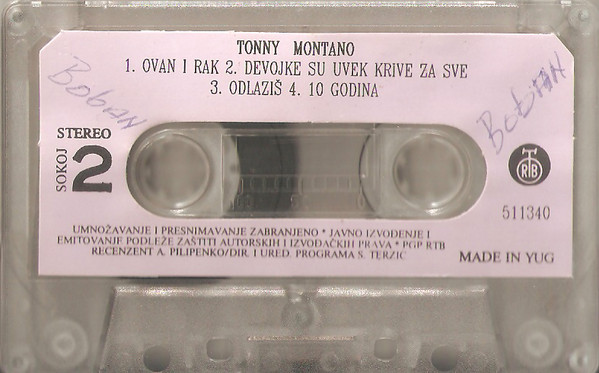 TONNY MONTANO
1. OVAN I RAK 2. DEVOJKE SU UVEK KRIVE ZA SVE
3. ODLAZIŠ 4. 10 GODINA
Boban
Boban
STEREO
SOKOJ
2
RTB
511340
UMNOŽAVANJE I PRESNIMAVANJE ZABRANJENO * JAVNO IZVOĐENJE I
EMITOVANJE PODLEŽE ZAŠTITI AUTORSKIH I IZVOĐAČKIH PRAVA * PGP RTB
RECENZENT A. PILIPENKO/DIR. I URED. PROGRAMA S. TERZIĆ
MADE IN YUG